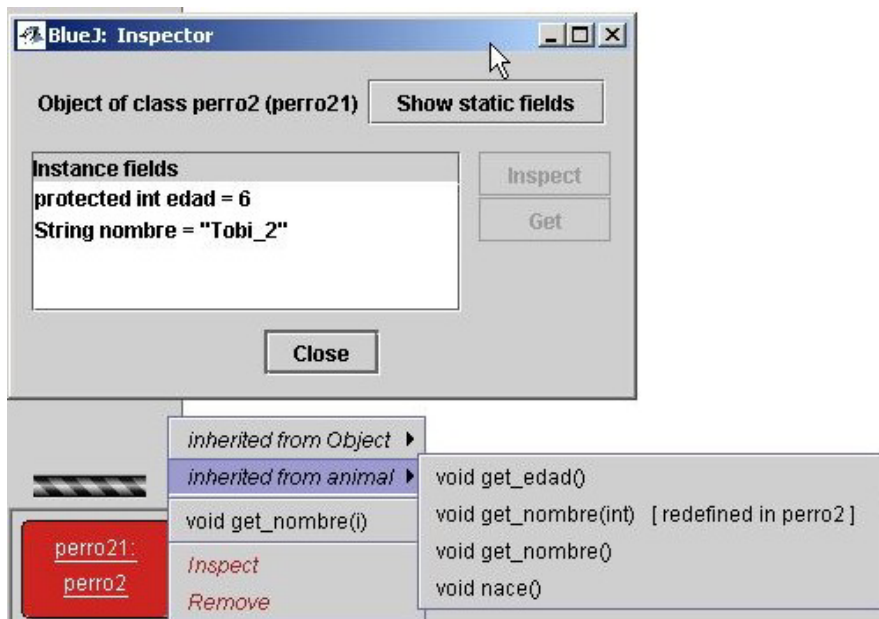 BlueJ: Inspector
Object of class perro2 (perro21)
Show static fields
Instance fields
protected int edad = 6
String nombre = "Tobi_2"
Inspect
Get
Close
inherited from Object
inherited from animal
void get_nombre(i)
Inspect
Remove
void get_edad()
void get_nombre(int) [ redefined in perro2 ]
void get_nombre()
void nace()
perro21:
perro2